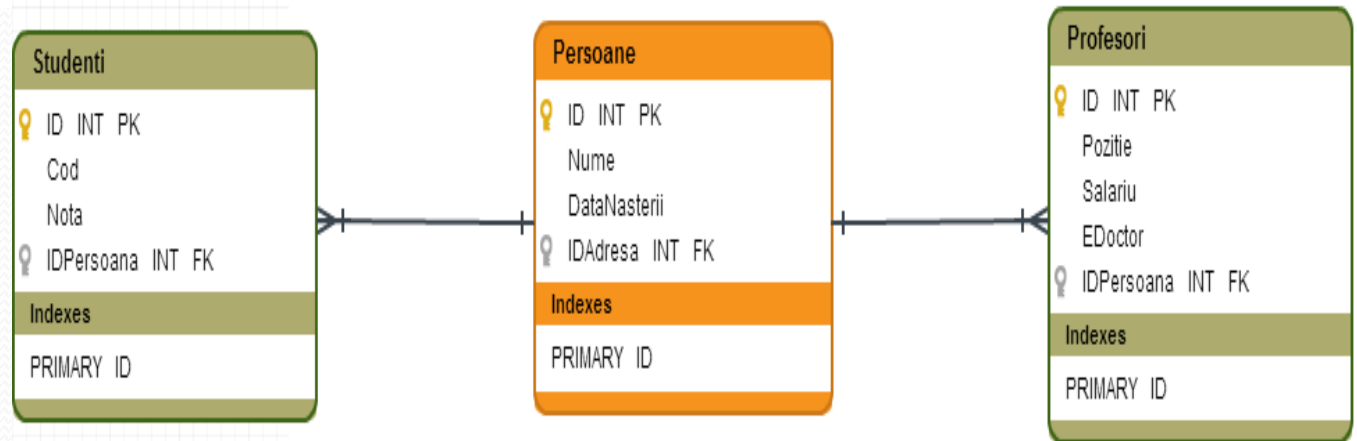 Studenti
ID INT PK
Cod
Nota
IDPersoana INT FK
Indexes
PRIMARY ID
Persoane
ID INT PK
Nume
DataNasterii
IDAdresa INT FK
Indexes
PRIMARY ID
Profesori
ID INT PK
Pozitie
Salariu
EDoctor
IDPersoana INT FK
Indexes
PRIMARY ID